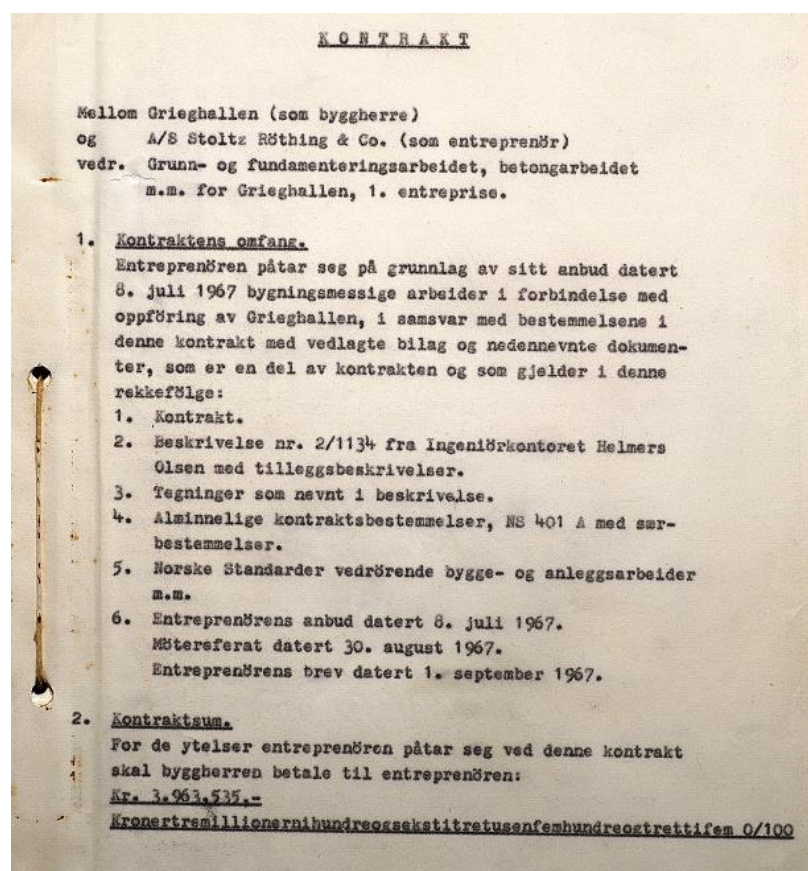 KONTRAKT
Mellom Grieghallen (som byggherre)
og A/S Stoltz Röthing & Co. (som entreprenör)
vedr. Grunn- og fundamenteringsarbeidet, betongarbeidet
m.m. for Grieghallen, 1. entreprise.
1. Kontraktens omfang.
Entreprenören påtar seg på grunnlag av sitt anbud datert
8. juli 1967 bygningsmessige arbeider i forbindelse med
oppföring av Grieghallen, i samsvar med bestemmelsene i
denne kontrakt med vedlagte bilag og nedennevnte dokumen-
ter, som er en del av kontrakten og som gjelder i denne
rekkefölge:
1. Kontrakt.
2. Beskrivelse nr. 2/1134 fra Ingeniörkontoret Helmers
Olsen med tilleggsbeskrivelser.
3. Tegninger som nevnt i beskrivelse.
4. Alminnelige kontraktsbestemmelser, NS 401 A med sær-
bestemmelser.
5. Norske Standarder vedrörende bygge- og anleggsarbeider
m.m.
6. Entreprenörens anbud datert 8. juli 1967.
Mötereferat datert 30. august 1967.
Entreprenörens brev datert 1. september 1967.
2. Kontraktsum.
For de ytelser entreprenören påtar seg ved denne kontrakt
skal byggherren betale til entreprenören:
Kr. 3.963.535,-
Kronertremillionernihundreogsekstitretusenfemhundreogtrettifem 0/100